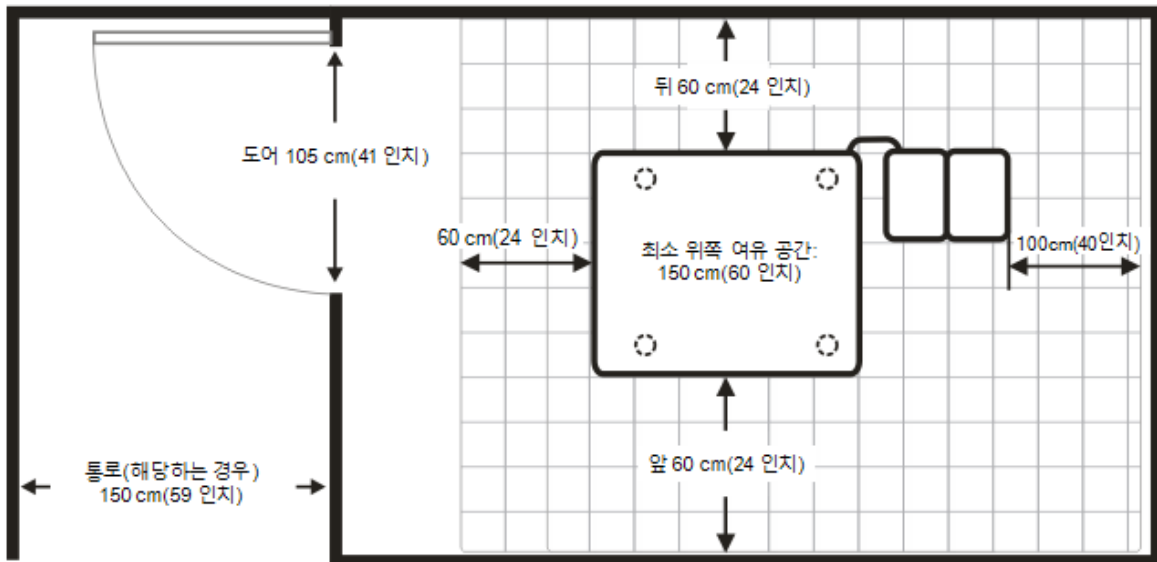 뒤 60 cm(24 인치)
도어 105 cm(41 인치)
60 cm(24 인치)
최소 위쪽 여유 공간:
150 cm(60 인치)
100cm(40인치)
앞 60 cm(24 인치)
통로(해당하는 경우)
150 cm(59 인치)